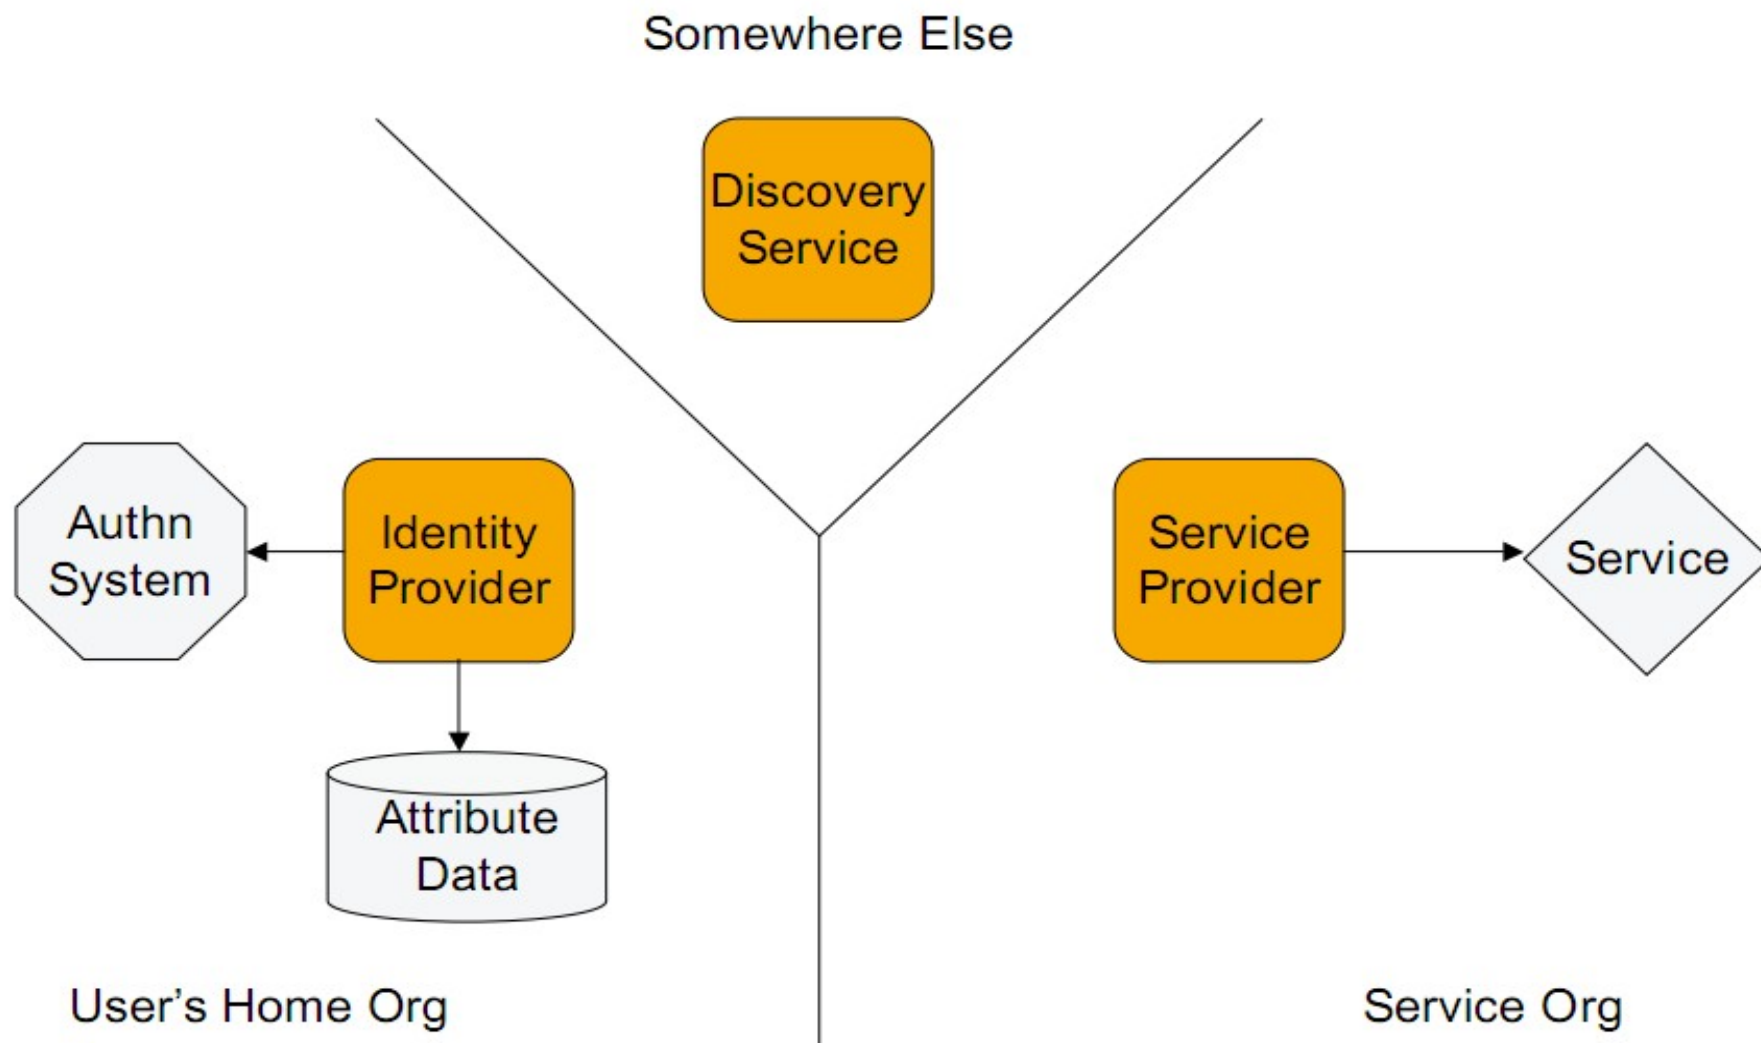 Somewhere Else
Discovery
Service
Authn
System
Identity
Provider
Service
Provider
Service
Attribute
Data
User’s Home Org
Service Org